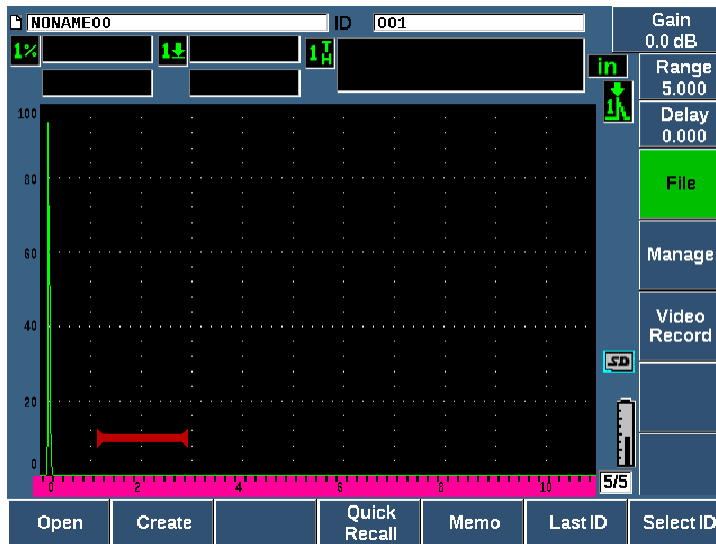 NONAME00 ID 001 Gain
0.0 dB
1% 1 1TH in Range
5.000
1
Delay
0.000
100
File
80
Manage
60
Video
Record
40
SD
20
0
0 2 4 6 8 10 5/5
Open Create Quick Recall Memo Last ID Select ID